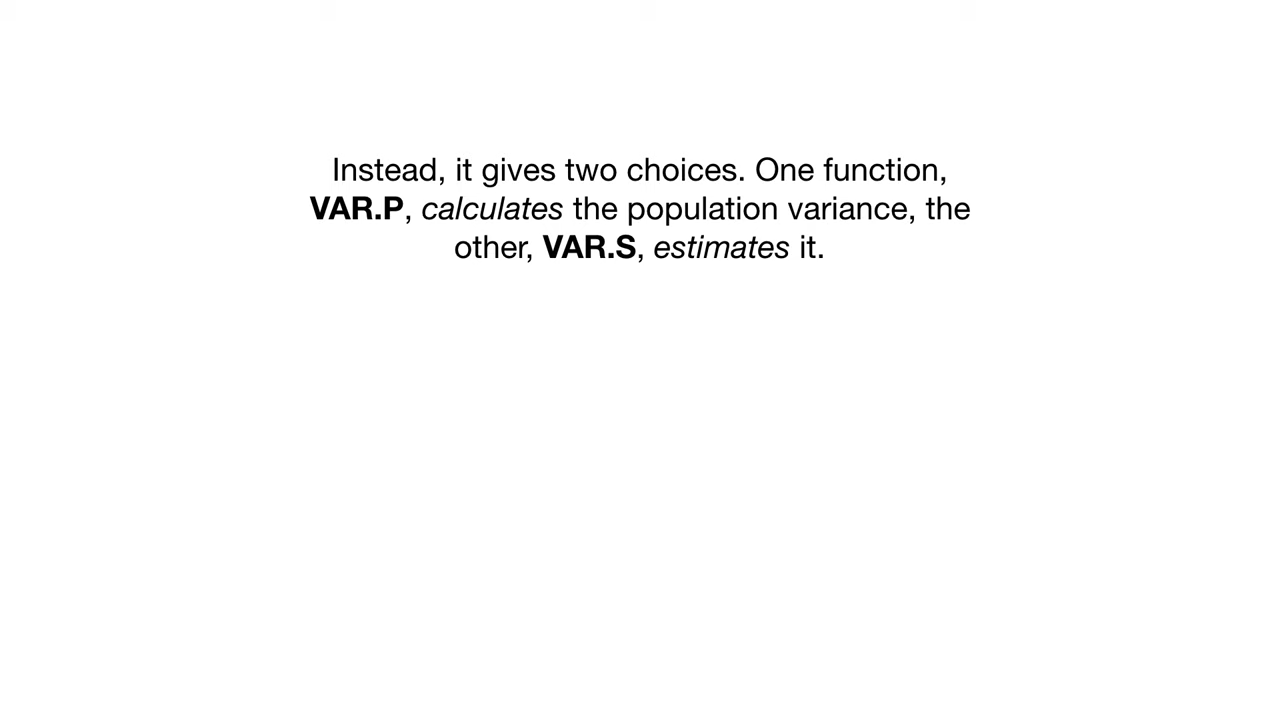 Instead, it gives two choices. One function,
VAR.P, calculates the population variance, the
other, VAR.S, estimates it.